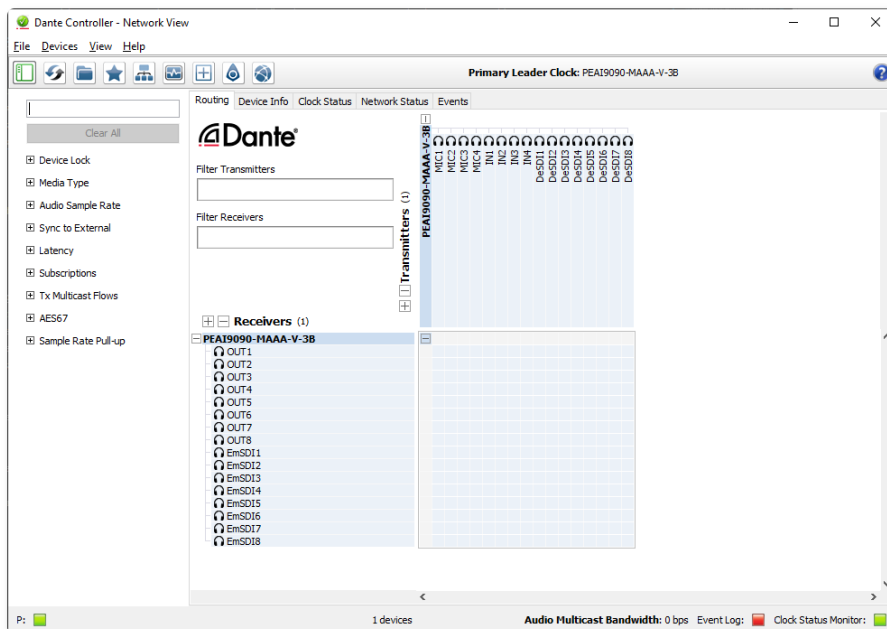 Dante Controller - Network View
File Devices View Help
Primary Leader Clock: PEAI9090-MAAA-V-3B
Routing Device Info Clock Status Network Status Events
Clear All
Device Lock
Media Type
Audio Sample Rate
Sync to External
Latency
Subscriptions
Tx Multicast Flows
AES67
Sample Rate Pull-up
Dante®
Filter Transmitters
Filter Receivers
Transmitters (1)
PEAI9090-MAAA-V-3B
MIC1
MIC2
MIC3
MIC4
IN1
IN2
IN3
IN4
DeSDI1
DeSDI2
DeSDI3
DeSDI4
DeSDI5
DeSDI6
DeSDI7
DeSDI8
Receivers (1)
PEAI9090-MAAA-V-3B
OUT1
OUT2
OUT3
OUT4
OUT5
OUT6
OUT7
OUT8
EmSDI1
EmSDI2
EmSDI3
EmSDI4
EmSDI5
EmSDI6
EmSDI7
EmSDI8
P: 1 devices Audio Multicast Bandwidth: 0 bps Event Log: Clock Status Monitor: